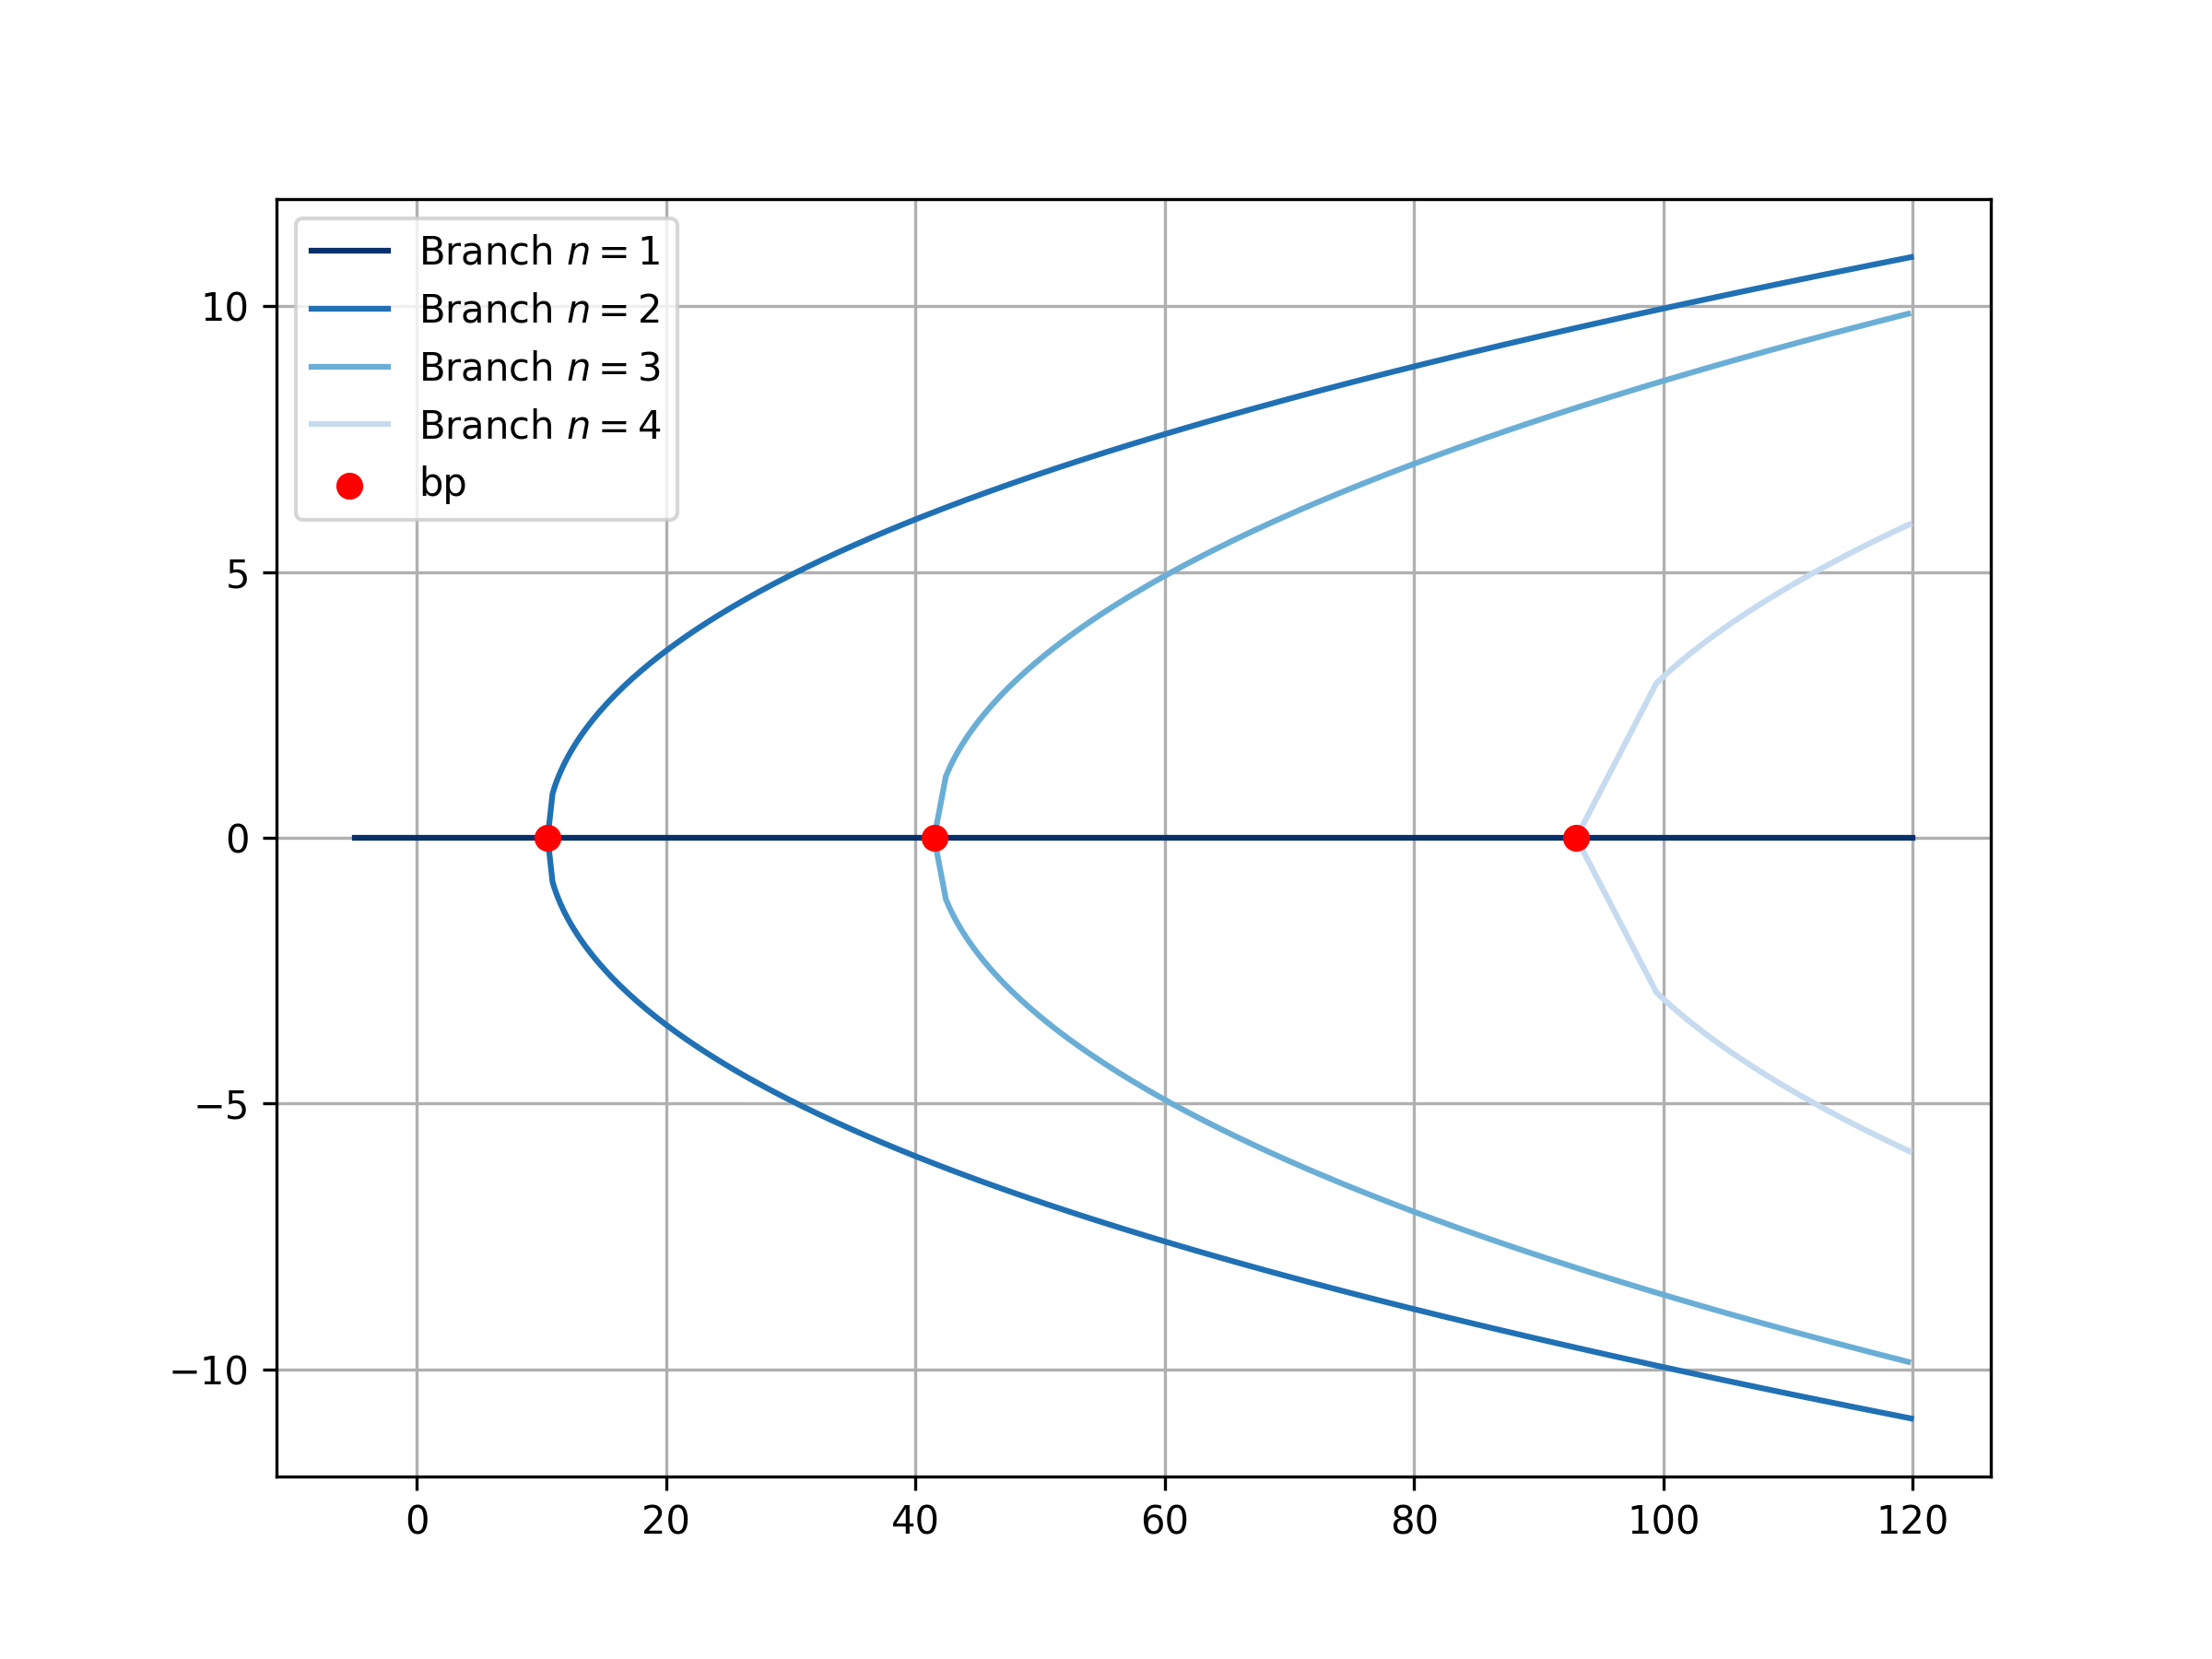 Branch n = 1
Branch n = 2
Branch n = 3
Branch n = 4
bp
10
5
0
−5
−10
0 20 40 60 80 100 120